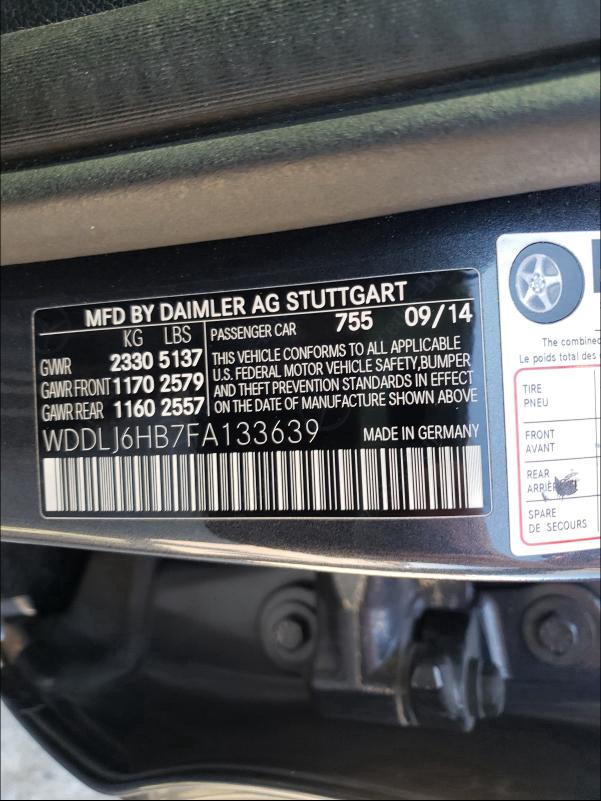 MFD BY DAIMLER AG STUTTGART
KG LBS
PASSENGER CAR 755 09/14
GVWR 2330 5137
GAWR FRONT 1170 2579
GAWR REAR 1160 2557
THIS VEHICLE CONFORMS TO ALL APPLICABLE
U.S. FEDERAL MOTOR VEHICLE SAFETY,BUMPER
AND THEFT PREVENTION STANDARDS IN EFFECT
ON THE DATE OF MANUFACTURE SHOWN ABOVE
WDDLJ6HB7FA133639 MADE IN GERMANY
The combined
Le poids total des
TIRE
PNEU
FRONT
AVANT
REAR
ARRIÈRE
SPARE
DE SECOURS